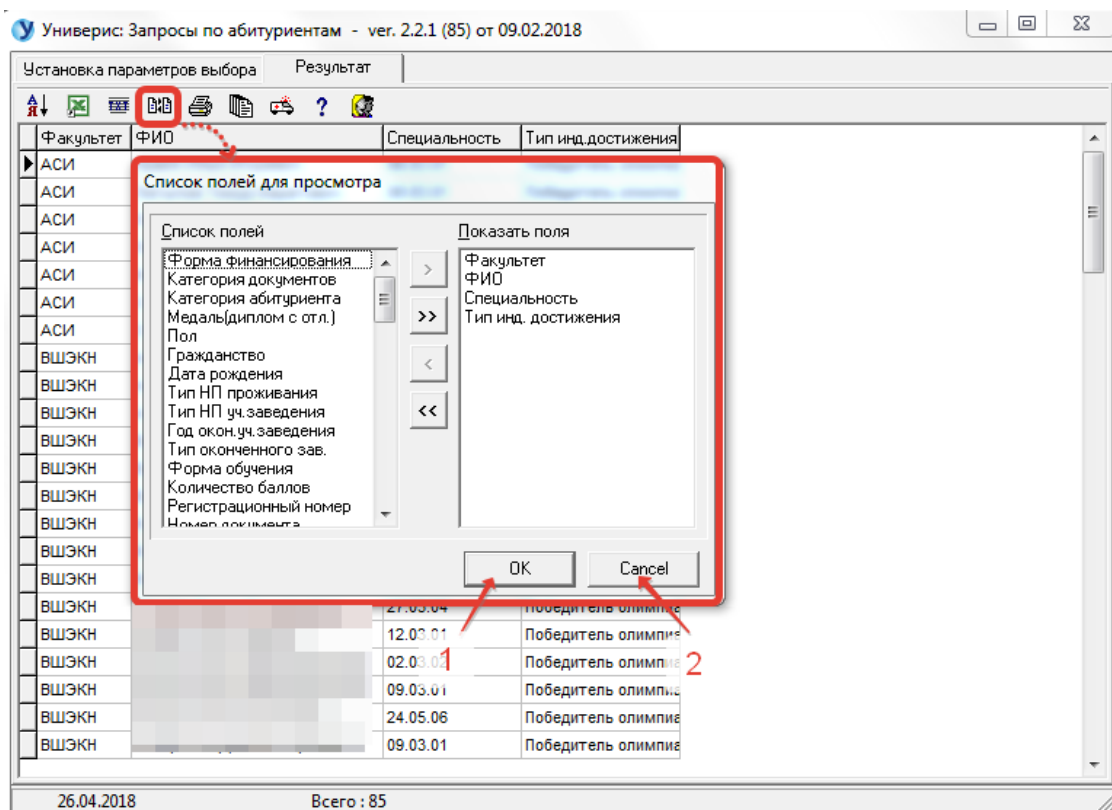 Универис: Запросы по абитуриентам - ver. 2.2.1 (85) от 09.02.2018
Установка параметров выбора Результат
Факультет ФИО Специальность Тип инд.достижения
АСИ
АСИ
АСИ
АСИ
АСИ
АСИ
АСИ
ВШЭКН
ВШЭКН
ВШЭКН
ВШЭКН
ВШЭКН
ВШЭКН
ВШЭКН
ВШЭКН
ВШЭКН
Список полей для просмотра
Список полей
Форма финансирования
Категория документов
Категория абитуриента
Медаль(диплом с отл.)
Пол
Гражданство
Дата рождения
Тип НП проживания
Тип НП уч.заведения
Год окон.уч.заведения
Тип оконченного зав.
Форма обучения
Количество баллов
Регистрационный номер
Номер документа
>
>>
<
<<
Показать поля
Факультет
ФИО
Специальность
Тип инд. достижения
OK Cancel
1 2
ВШЭКН 27.03.04 Победитель олимпиа
ВШЭКН 12.03.01 Победитель олимпиа
ВШЭКН 02.03.02 Победитель олимпиа
ВШЭКН 09.03.01 Победитель олимпиа
ВШЭКН 24.05.06 Победитель олимпиа
ВШЭКН 09.03.01 Победитель олимпиа
26.04.2018 Всего : 85